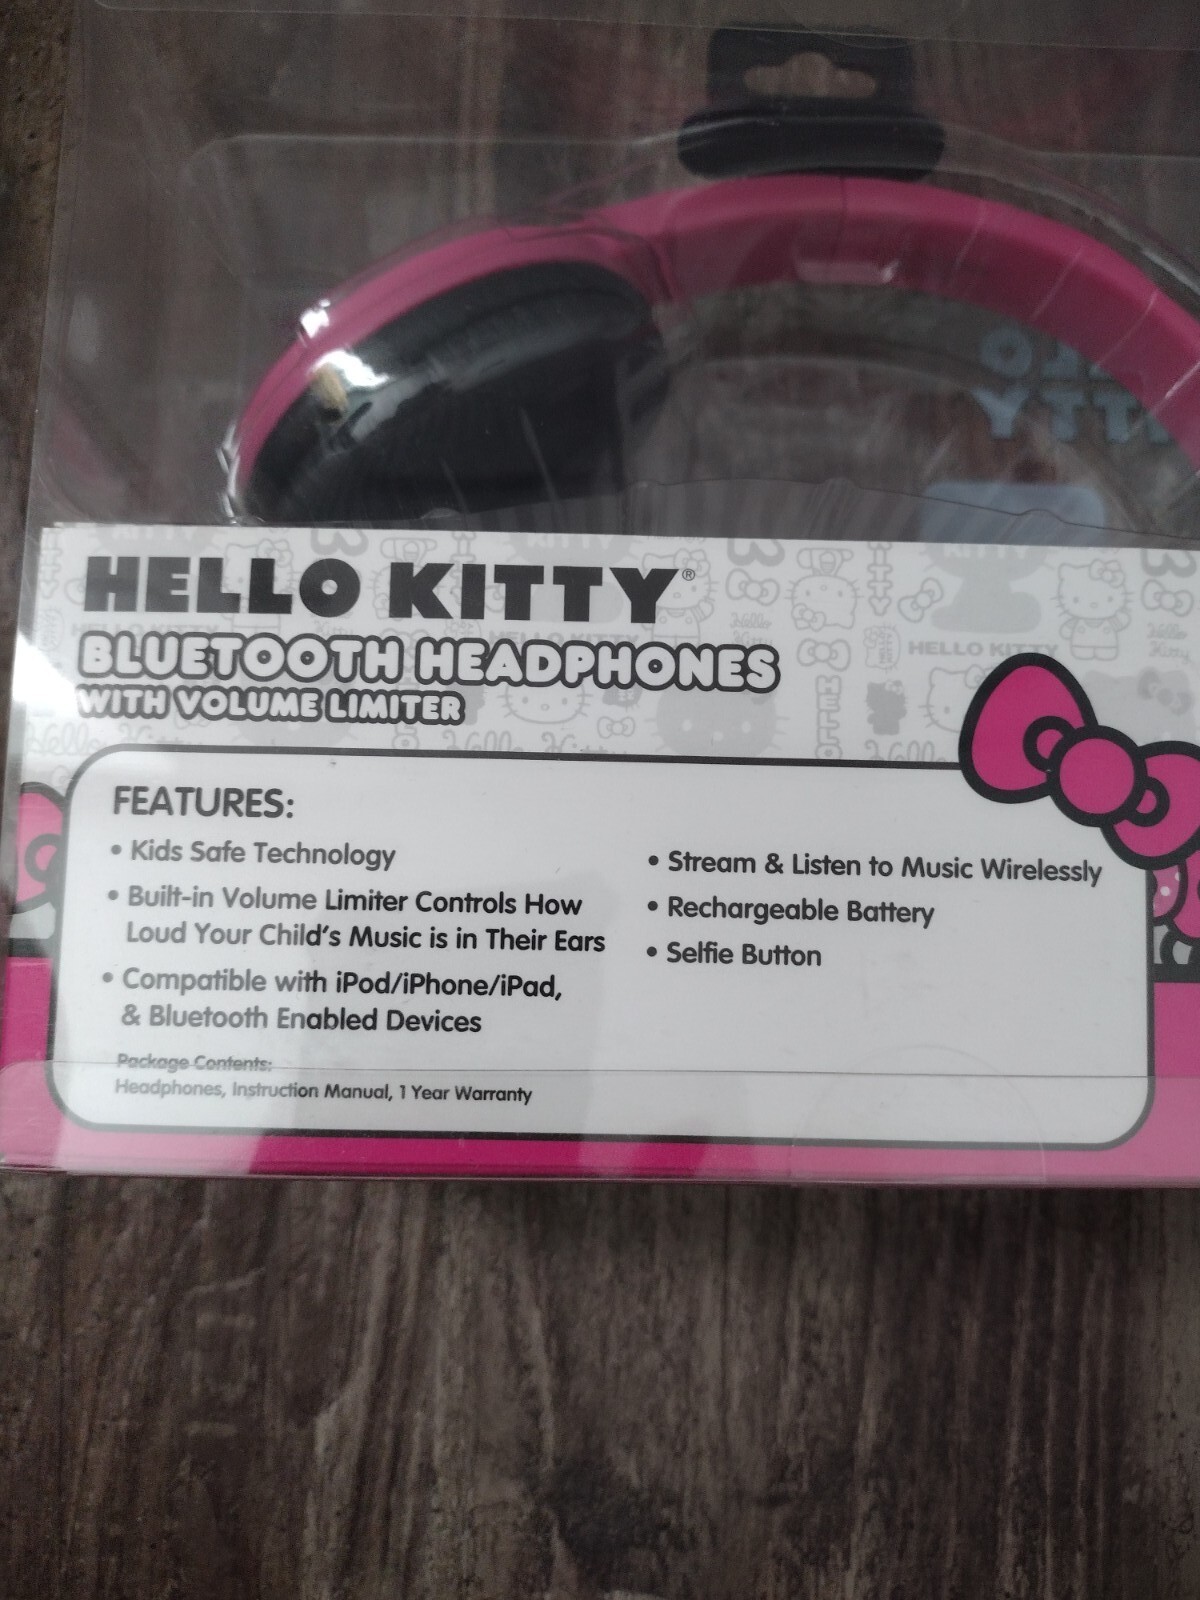 HELLO KITTY®
BLUETOOTH HEADPHONES
WITH VOLUME LIMITER
FEATURES:
• Kids Safe Technology
• Built-in Volume Limiter Controls How
Loud Your Child's Music is in Their Ears
• Compatible with iPod/iPhone/iPad,
& Bluetooth Enabled Devices
• Stream & Listen to Music Wirelessly
• Rechargeable Battery
• Selfie Button
Package Contents:
Headphones, Instruction Manual, 1 Year Warranty